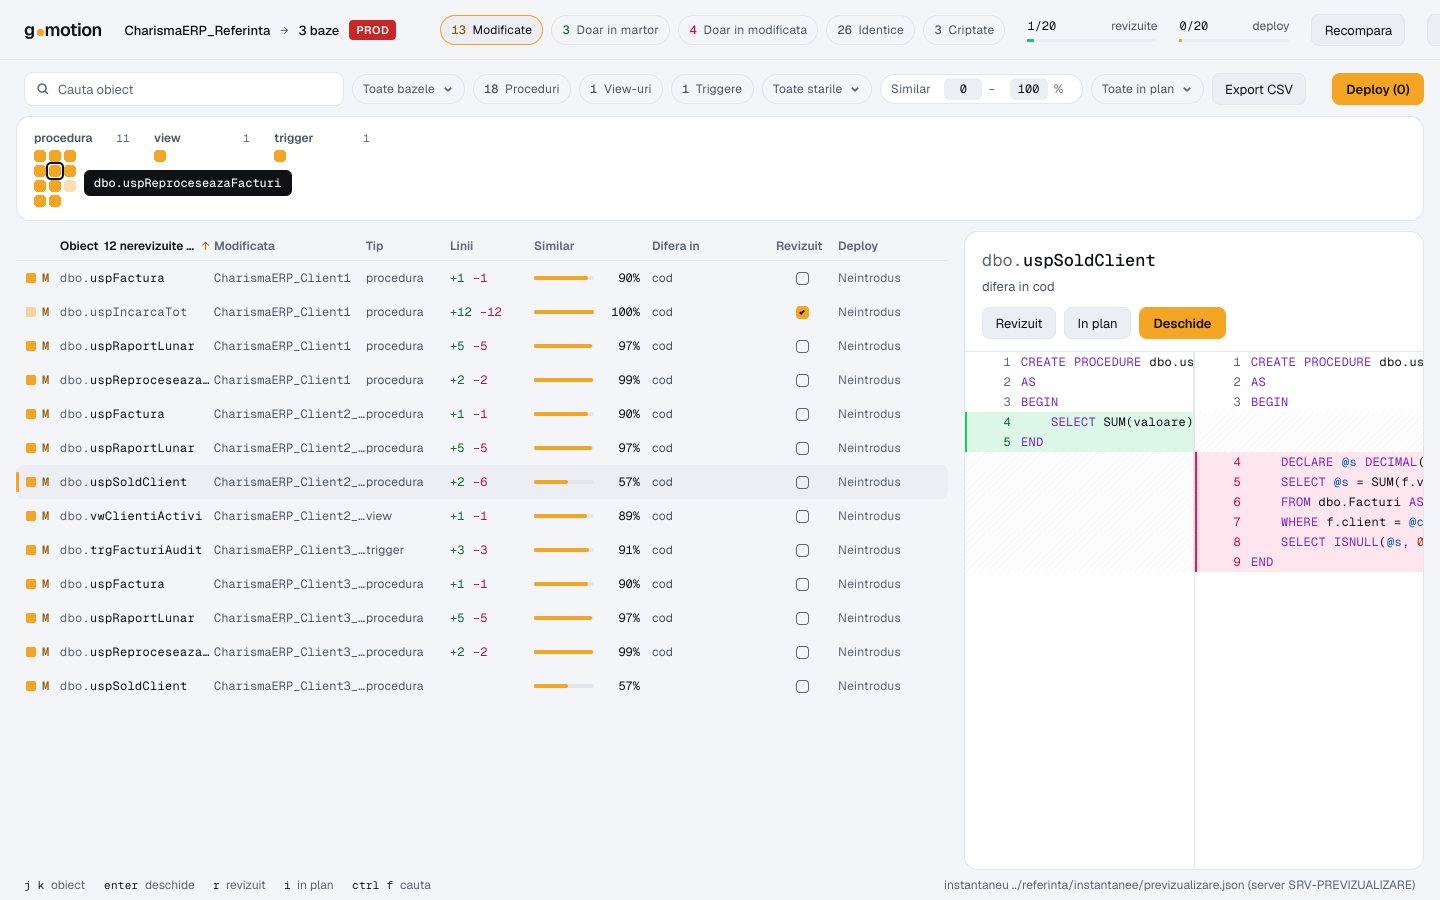 gomotion CharismaERP_Referinta → 3 baze PROD 13 Modificate 3 Doar in martor 4 Doar in modificata 26 Identice 3 Criptate 1/20 revizuite 0/20 deploy Recompara
Cauta obiect Toate bazele 18 Proceduri 1 View-uri 1 Triggere Toate starile Similar 0 – 100 % Toate in plan Export CSV Deploy (0)
procedura 11 view 1 trigger 1
dbo.uspReproceseazaFacturi
Obiect 12 nerevizuite … ↑ Modificata Tip Linii Similar Difera in Revizuit Deploy
M dbo.uspFactura CharismaERP_Client1 procedura +1 −1 90% cod Neintrodus
M dbo.uspIncarcaTot CharismaERP_Client1 procedura +12 −12 100% cod Neintrodus
M dbo.uspRaportLunar CharismaERP_Client1 procedura +5 −5 97% cod Neintrodus
M dbo.uspReproceseaza… CharismaERP_Client1 procedura +2 −2 99% cod Neintrodus
M dbo.uspFactura CharismaERP_Client2_… procedura +1 −1 90% cod Neintrodus
M dbo.uspRaportLunar CharismaERP_Client2_… procedura +5 −5 97% cod Neintrodus
M dbo.uspSoldClient CharismaERP_Client2_… procedura +2 −6 57% cod Neintrodus
M dbo.vwClientiActivi CharismaERP_Client2_… view +1 −1 89% cod Neintrodus
M dbo.trgFacturiAudit CharismaERP_Client3_… trigger +3 −3 91% cod Neintrodus
M dbo.uspFactura CharismaERP_Client3_… procedura +1 −1 90% cod Neintrodus
M dbo.uspRaportLunar CharismaERP_Client3_… procedura +5 −5 97% cod Neintrodus
M dbo.uspReproceseaza… CharismaERP_Client3_… procedura +2 −2 99% cod Neintrodus
M dbo.uspSoldClient CharismaERP_Client3_… procedura 57% Neintrodus
dbo.uspSoldClient
difera in cod
Revizuit In plan Deschide
1 CREATE PROCEDURE dbo.us
2 AS
3 BEGIN
4 SELECT SUM(valoare)
5 END
1 CREATE PROCEDURE dbo.us
2 AS
3 BEGIN
4 DECLARE @s DECIMAL(
5 SELECT @s = SUM(f.v
6 FROM dbo.Facturi AS
7 WHERE f.client = @c
8 SELECT ISNULL(@s, 0
9 END
j k obiect enter deschide r revizuit i in plan ctrl f cauta
instantaneu ../referinta/instantanee/previzualizare.json (server SRV-PREVIZUALIZARE)